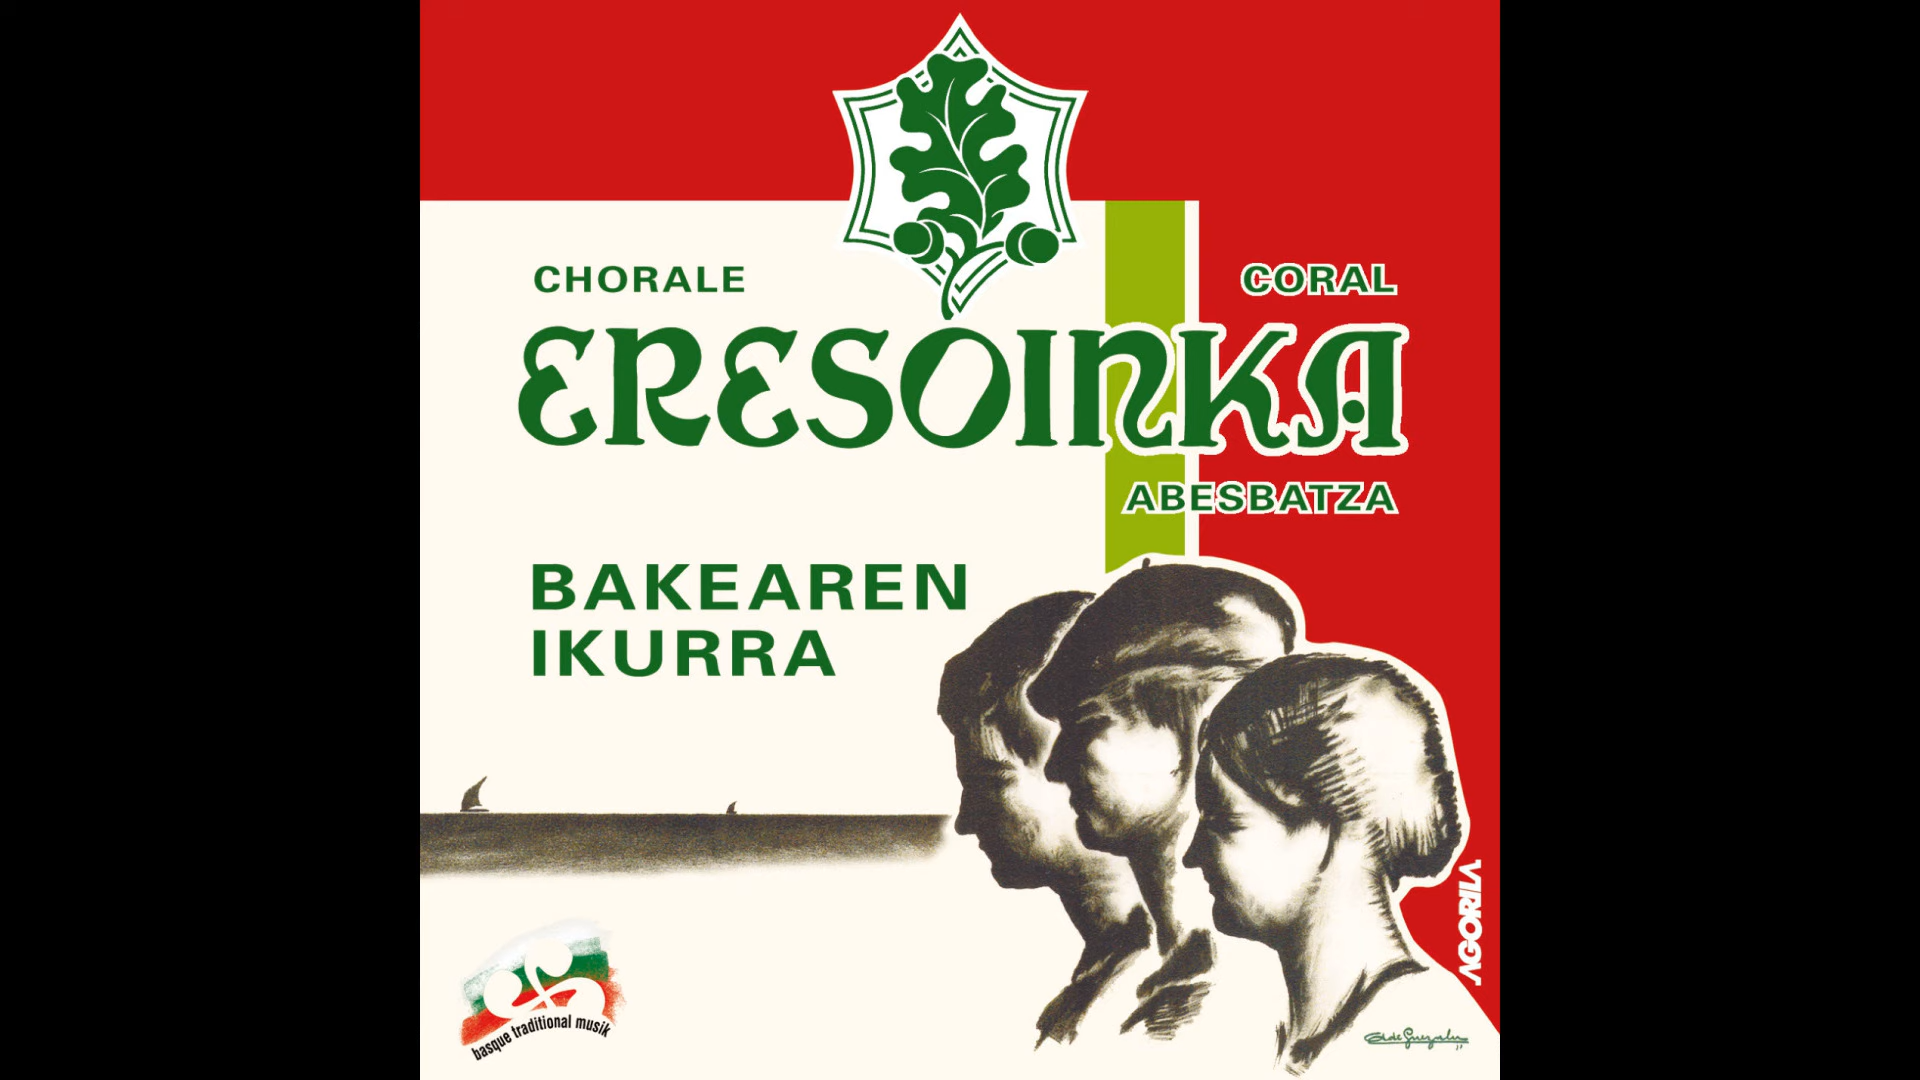 CHORALE
CORAL
ERESOINKA
ABESBATZA
BAKEAREN
IKURRA
AGORILA
basque traditional musik